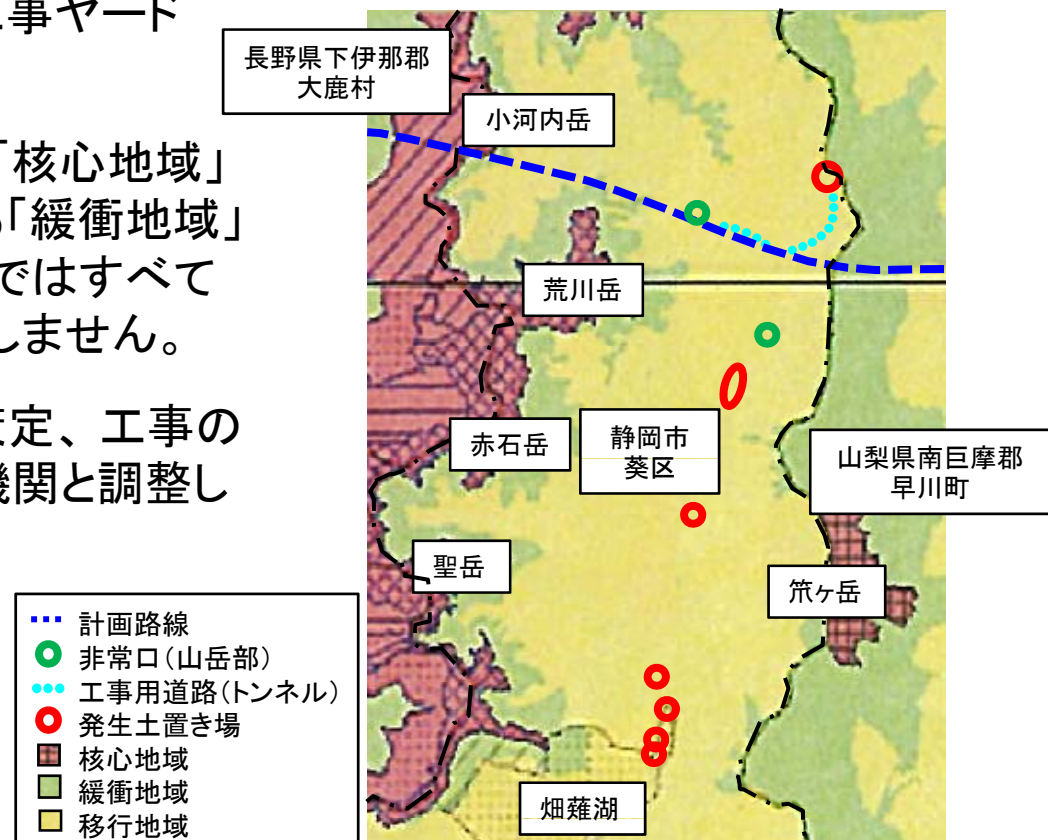 工事ヤード
「核心地域」
「緩衝地域」
ではすべて
しません。
定、工事の
機関と調整し
長野県下伊那郡
大鹿村
小河内岳
荒川岳
赤石岳
静岡市
葵区
山梨県南巨摩郡
早川町
聖岳
笊ヶ岳
畑薙湖
計画路線
非常口(山岳部)
工事用道路(トンネル)
発生土置き場
核心地域
緩衝地域
移行地域